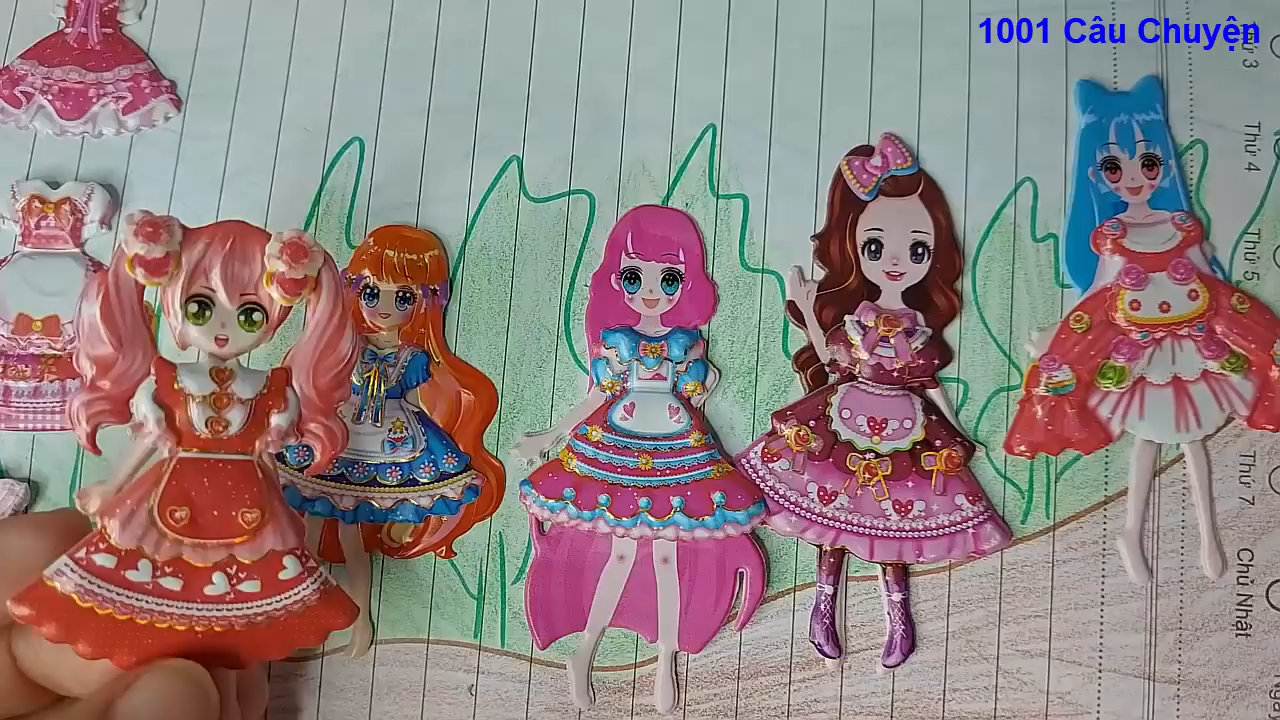 1001 Câu Chuyện
Thứ 3
Thứ 4
Thứ 5
Thứ 7
Chủ Nhật